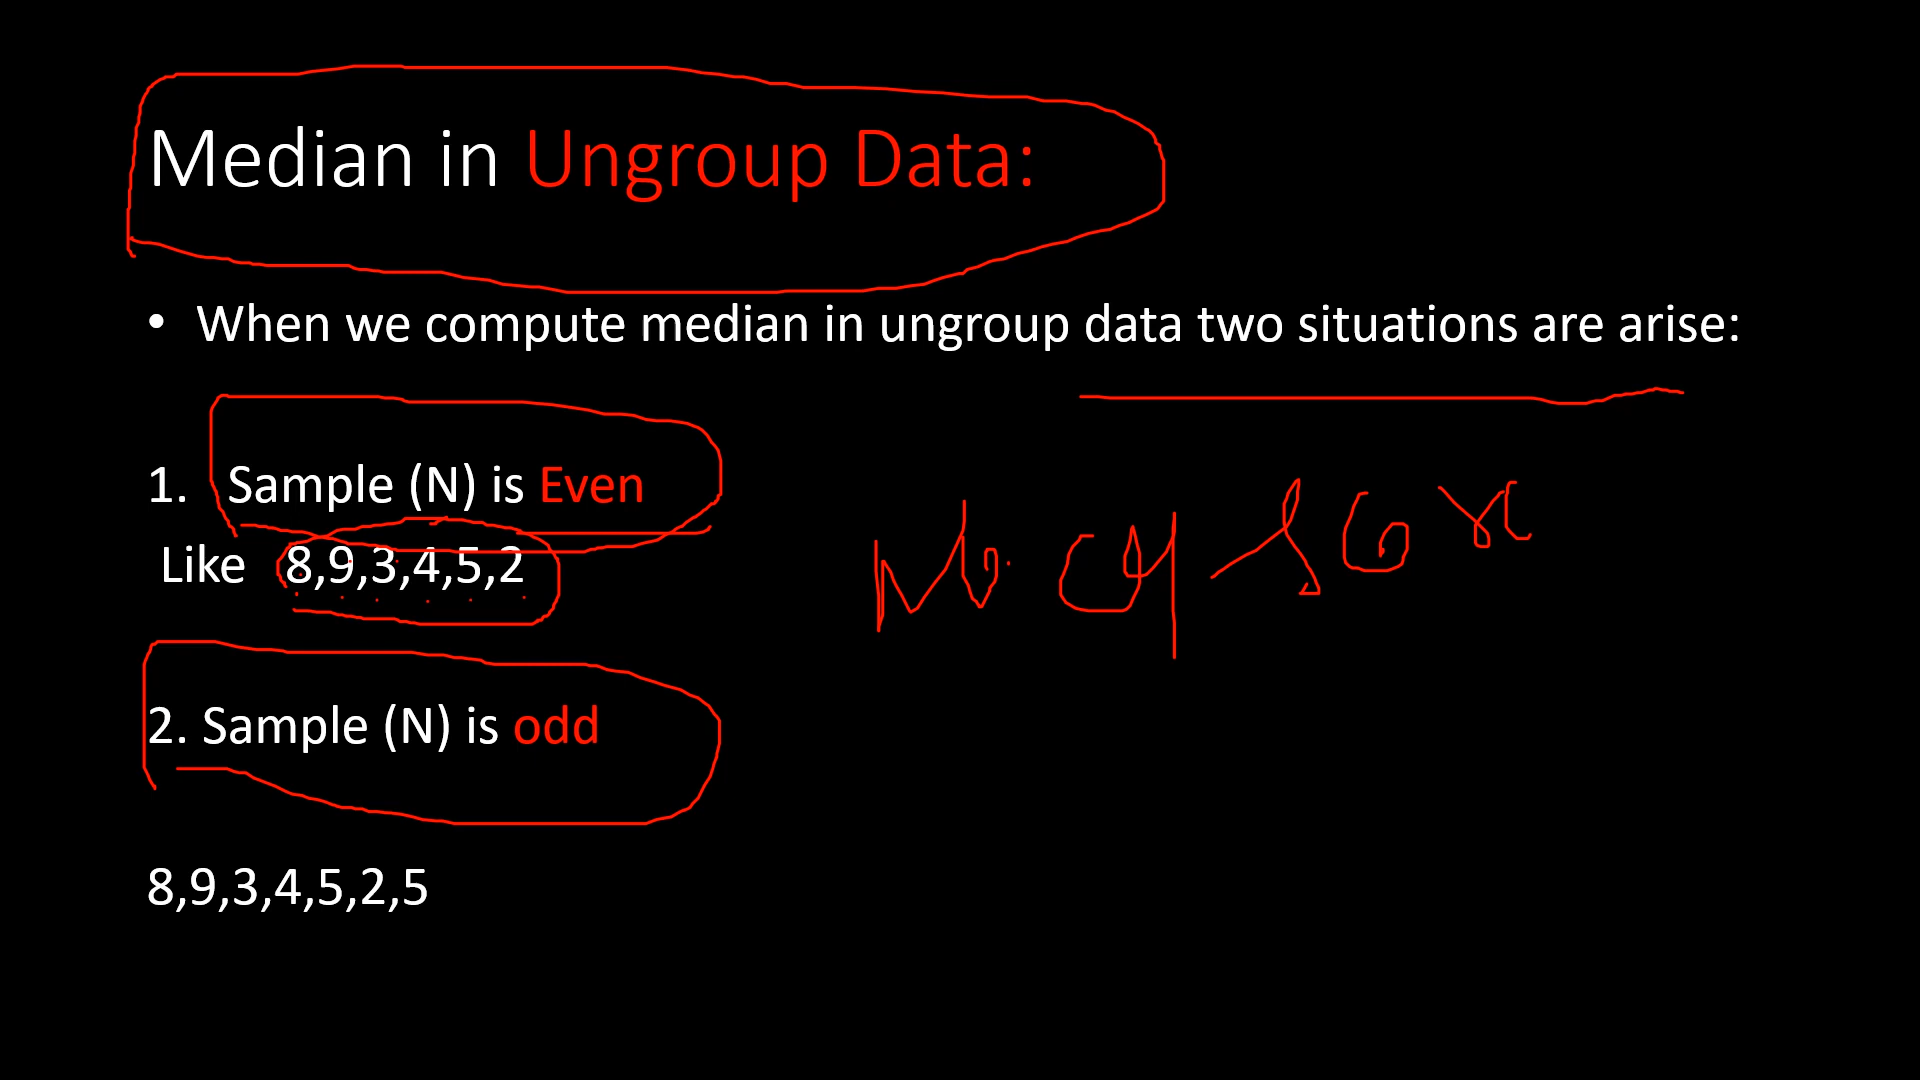 Median in Ungroup Data:
• When we compute median in ungroup data two situations are arise:
1. Sample (N) is Even
Like 8,9,3,4,5,2
2. Sample (N) is odd
8,9,3,4,5,2,5